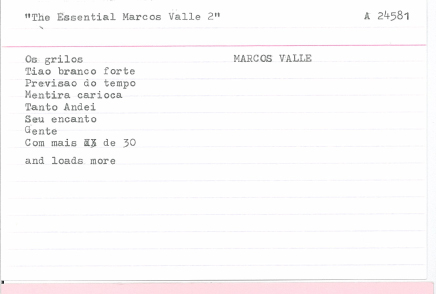 "The Essential Marcos Valle 2" A 24581
Os grilos MARCOS VALLE
Tiao branco forte
Previsao do tempo
Mentira carioca
Tanto Andei
Seu encanto
Gente
Com mais de 30
and loads more